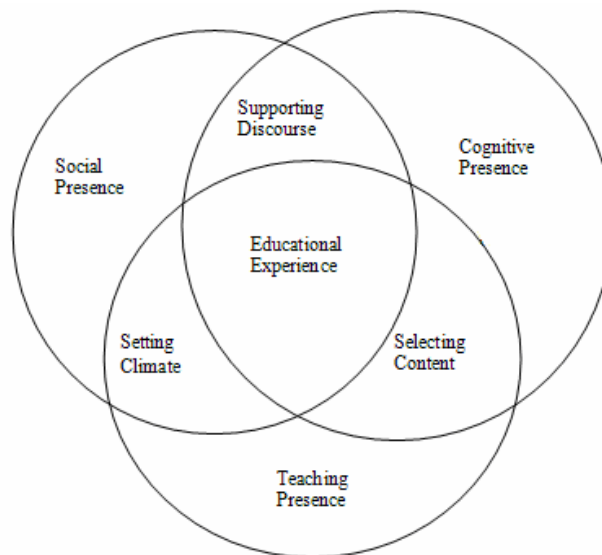 Supporting
Discourse
Social
Presence
Cognitive
Presence
Educational
Experience
Setting
Climate
Selecting
Content
Teaching
Presence